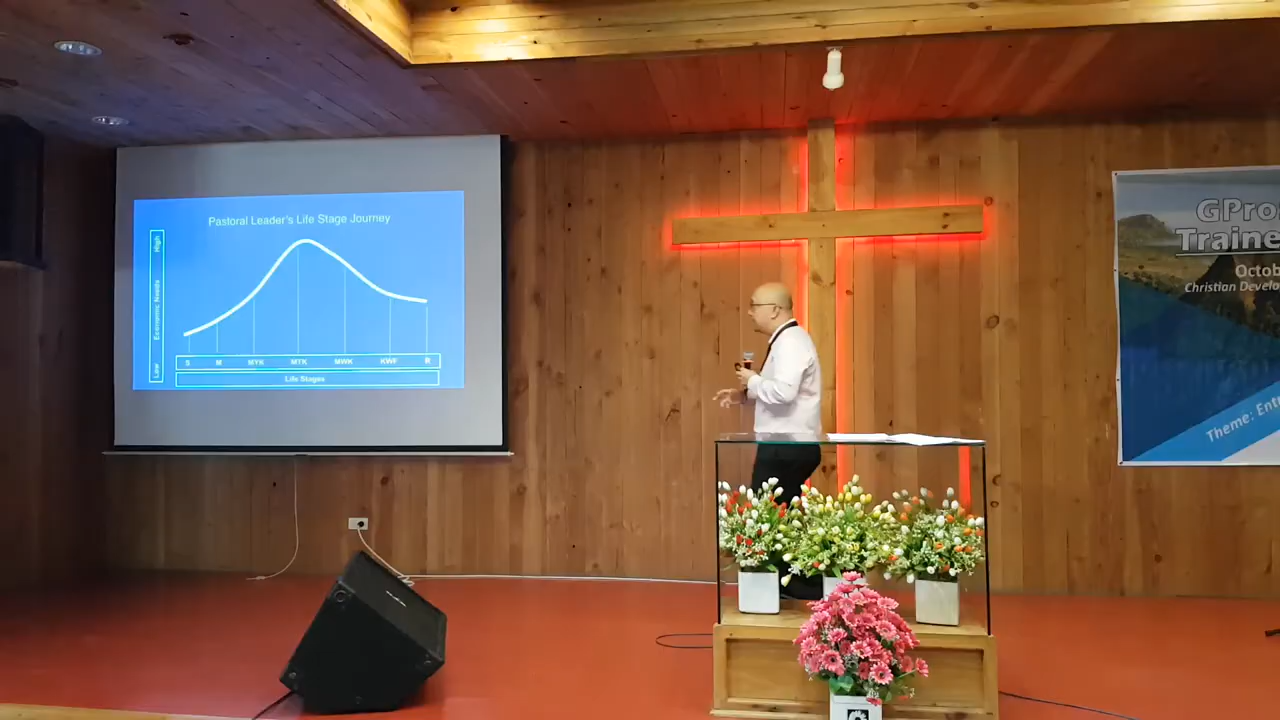 Pastoral Leader's Life Stage Journey
High
Economic Needs
Low
S M MYK MTK MWK KWF R
Life Stages
GPro
Traine
Octob
Christian Develo
Theme: Ent